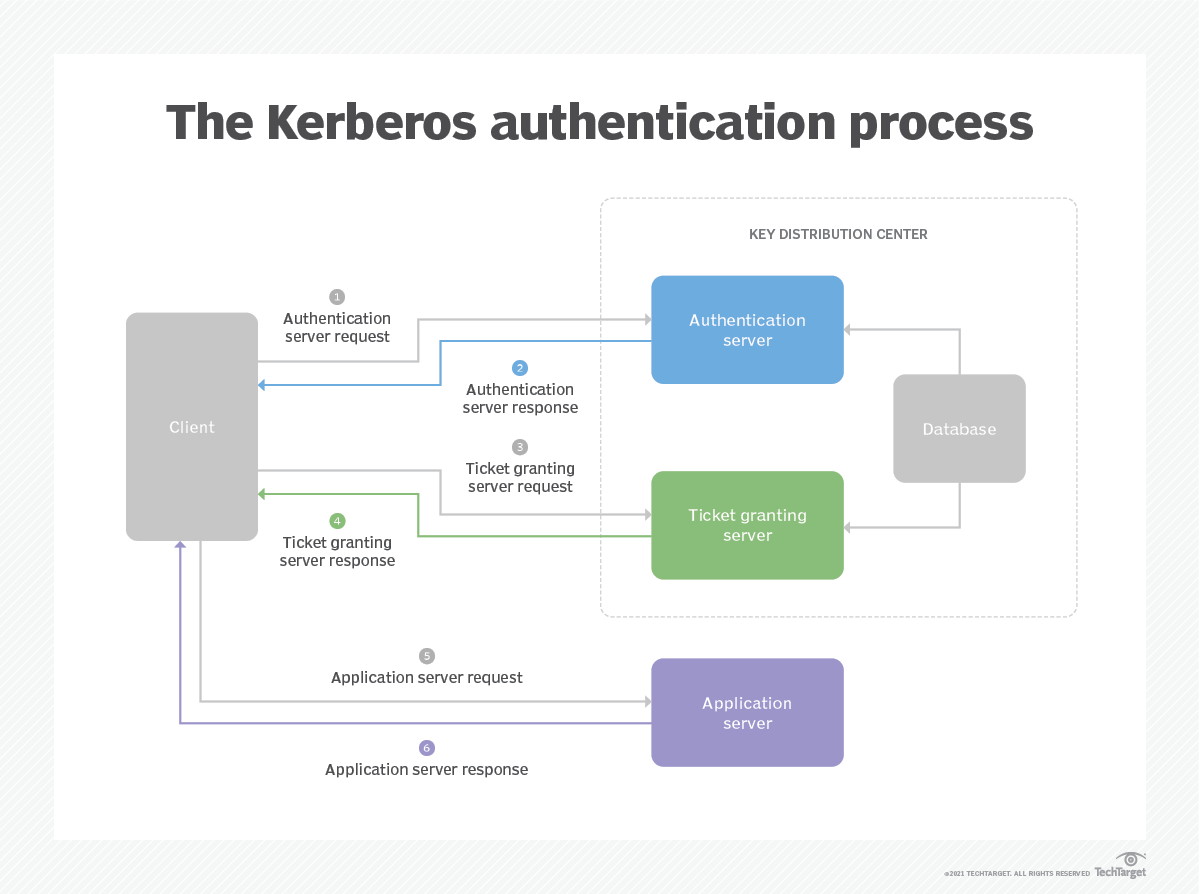 The Kerberos authentication process
KEY DISTRIBUTION CENTER
1
Authentication
server request
Authentication
server
2
Authentication
server response
Client
Database
3
Ticket granting
server request
Ticket granting
server
4
Ticket granting
server response
5
Application server request
Application
server
6
Application server response
©2021 TECHTARGET. ALL RIGHTS RESERVED TechTarget